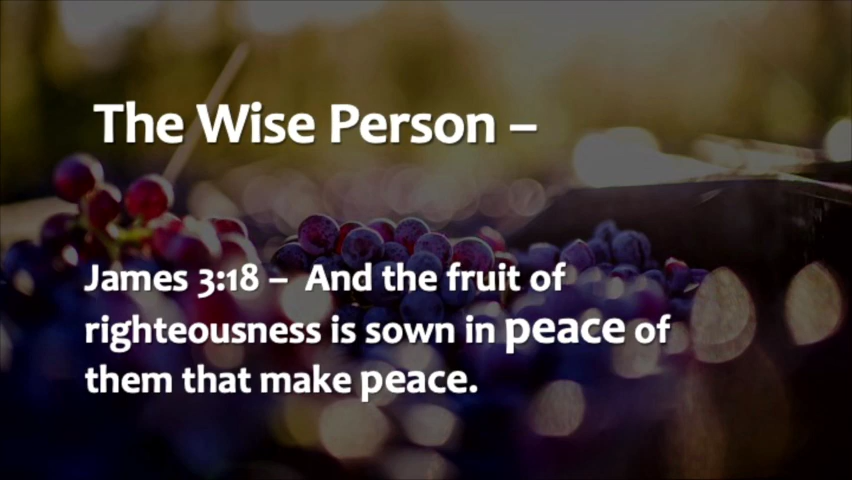 The Wise Person –
James 3:18 – And the fruit of
righteousness is sown in peace of
them that make peace.